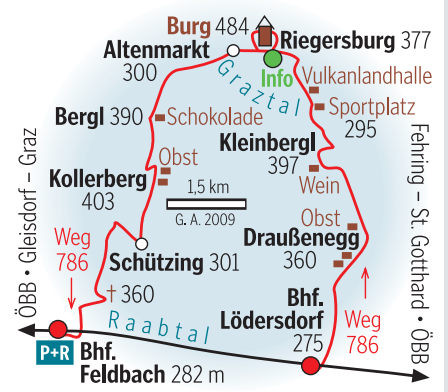 Burg 484
Riegersburg 377
Altenmarkt
300
Info
Graztal
Vulkanlandhalle
Sportplatz
295
Bergl 390
Schokolade
Kleinbergl
397
Obst
Kollerberg
403
Wein
1,5 km
G. A. 2009
Obst
Draußenegg
360
Weg
786
Schützing 301
† 360
Bhf.
Lödersdorf
275
Weg
786
Raabtal
P+R
Bhf.
Feldbach 282 m
ÖBB • Gleisdorf – Graz
Fehring – St. Gotthard • ÖBB